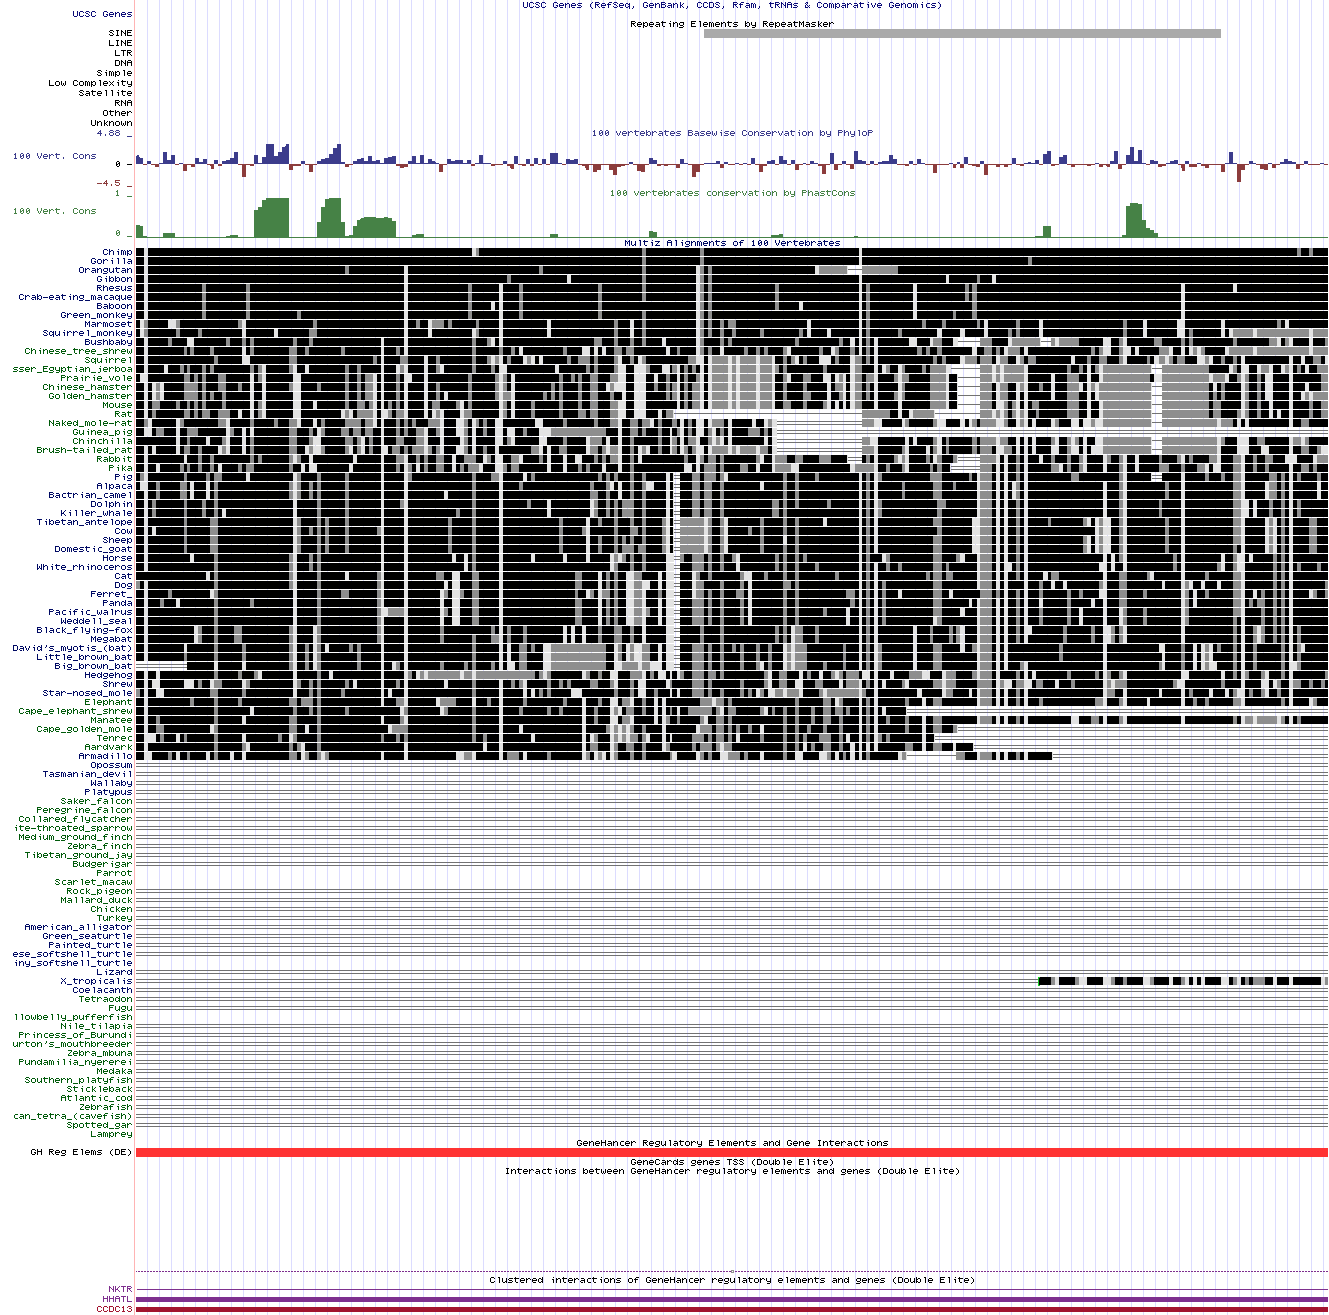 UCSC Genes (RefSeq, GenBank, CCDS, Rfam, tRNAs & Comparative Genomics)
UCSC Genes
Repeating Elements by RepeatMasker
SINE
LINE
LTR
DNA
Simple
Low Complexity
Satellite
RNA
Other
Unknown
100 vertebrates Basewise Conservation by PhyloP
4.88 _
100 Vert. Cons
0 _
-4.5 _
100 vertebrates conservation by PhastCons
1 _
100 Vert. Cons
0 _
Multiz Alignments of 100 Vertebrates
Chimp
Gorilla
Orangutan
Gibbon
Rhesus
Crab-eating_macaque
Baboon
Green_monkey
Marmoset
Squirrel_monkey
Bushbaby
Chinese_tree_shrew
Squirrel
sser_Egyptian_jerboa
Prairie_vole
Chinese_hamster
Golden_hamster
Mouse
Rat
Naked_mole-rat
Guinea_pig
Chinchilla
Brush-tailed_rat
Rabbit
Pika
Pig
Alpaca
Bactrian_camel
Dolphin
Killer_whale
Tibetan_antelope
Cow
Sheep
Domestic_goat
Horse
White_rhinoceros
Cat
Dog
Ferret_
Panda
Pacific_walrus
Weddell_seal
Black_flying-fox
Megabat
David's_myotis_(bat)
Little_brown_bat
Big_brown_bat
Hedgehog
Shrew
Star-nosed_mole
Elephant
Cape_elephant_shrew
Manatee
Cape_golden_mole
Tenrec
Aardvark
Armadillo
Opossum
Tasmanian_devil
Wallaby
Platypus
Saker_falcon
Peregrine_falcon
Collared_flycatcher
ite-throated_sparrow
Medium_ground_finch
Zebra_finch
Tibetan_ground_jay
Budgerigar
Parrot
Scarlet_macaw
Rock_pigeon
Mallard_duck
Chicken
Turkey
American_alligator
Green_seaturtle
Painted_turtle
ese_softshell_turtle
iny_softshell_turtle
Lizard
X_tropicalis
Coelacanth
Tetraodon
Fugu
llowbelly_pufferfish
Nile_tilapia
Princess_of_Burundi
urton's_mouthbreeder
Zebra_mbuna
Pundamilia_nyererei
Medaka
Southern_platyfish
Stickleback
Atlantic_cod
Zebrafish
can_tetra_(cavefish)
Spotted_gar
Lamprey
GeneHancer Regulatory Elements and Gene Interactions
GH Reg Elems (DE)
GeneCards genes TSS (Double Elite)
Interactions between GeneHancer regulatory elements and genes (Double Elite)
Clustered interactions of GeneHancer regulatory elements and genes (Double Elite)
NKTR
HHATL
CCDC13